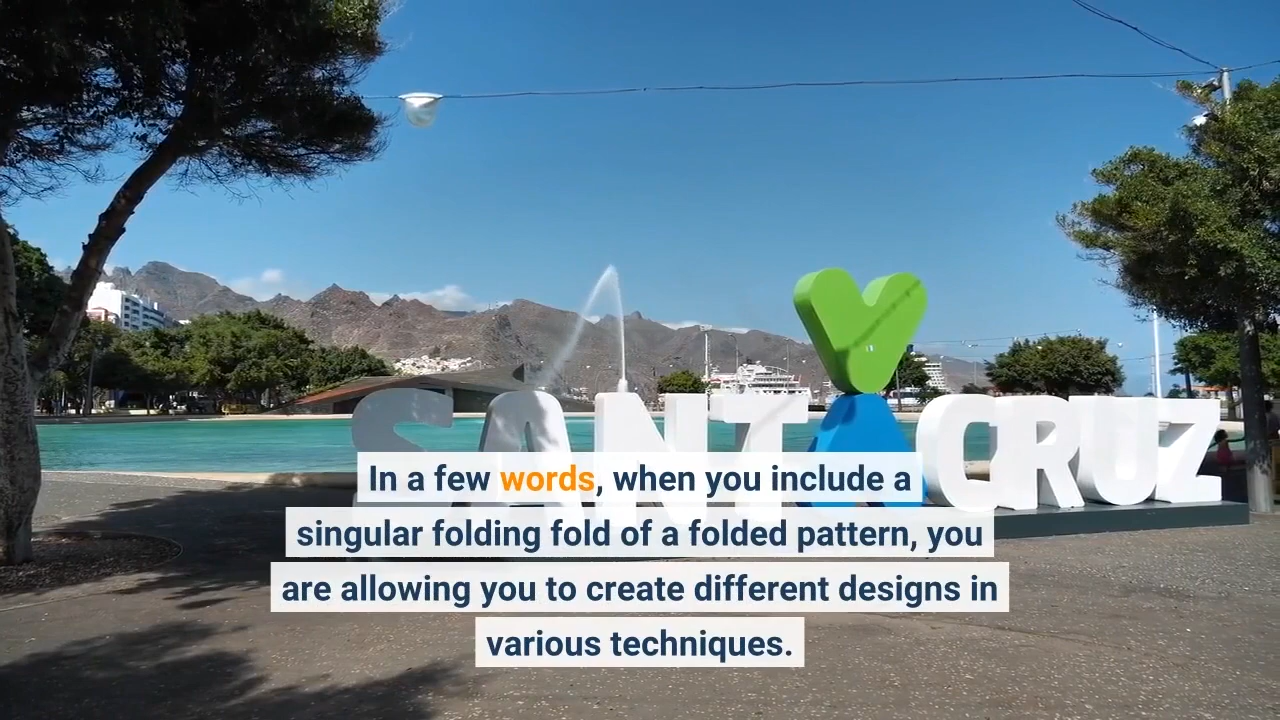 SANTA CRUZ
In a few words, when you include a
singular folding fold of a folded pattern, you
are allowing you to create different designs in
various techniques.